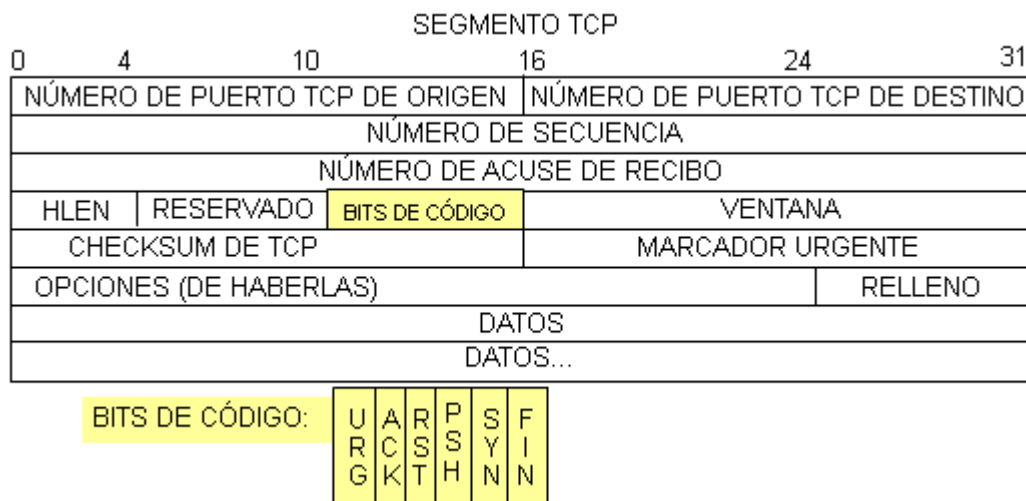 SEGMENTO TCP
0 4 10 16 24 31
NÚMERO DE PUERTO TCP DE ORIGEN NÚMERO DE PUERTO TCP DE DESTINO
NÚMERO DE SECUENCIA
NÚMERO DE ACUSE DE RECIBO
HLEN RESERVADO BITS DE CÓDIGO VENTANA
CHECKSUM DE TCP MARCADOR URGENTE
OPCIONES (DE HABERLAS) RELLENO
DATOS
DATOS...
BITS DE CÓDIGO: URG ACK RST PSH SYN FIN